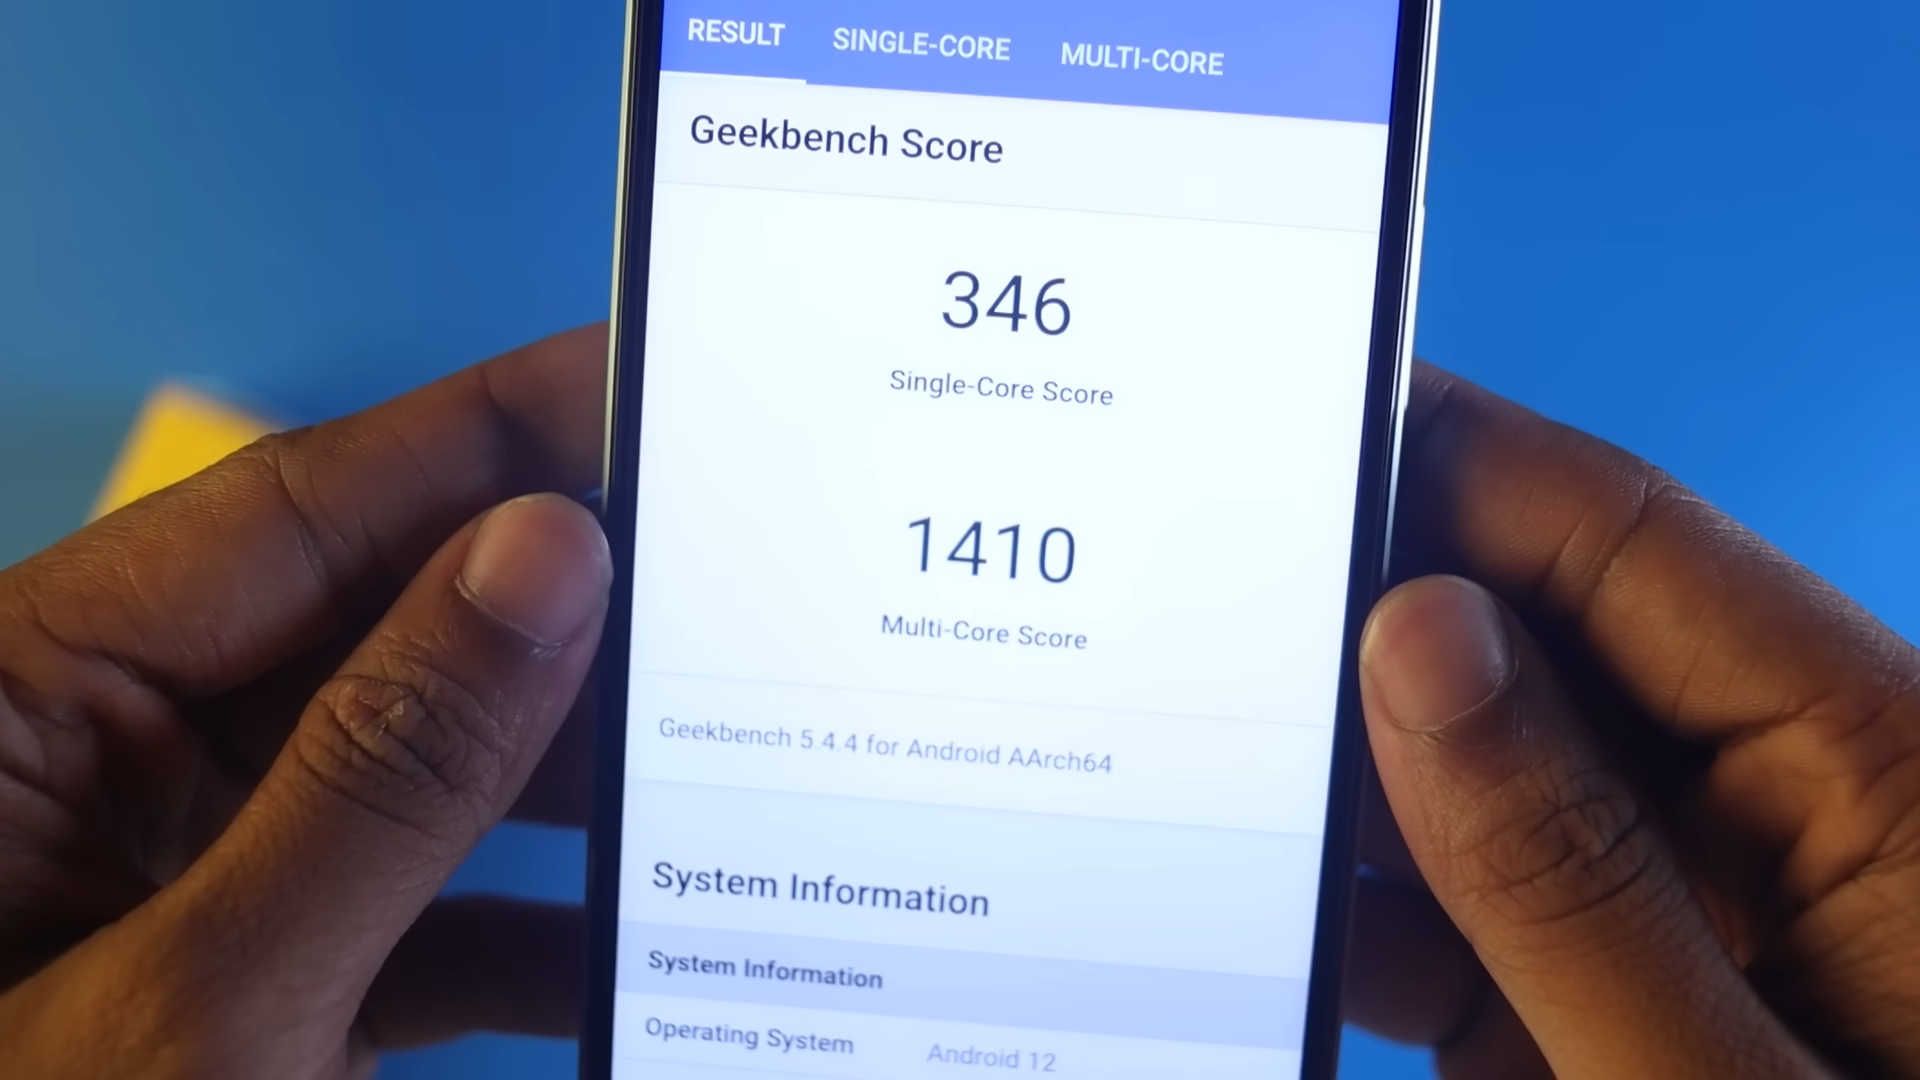 RESULT SINGLE-CORE MULTI-CORE
Geekbench Score
346
Single-Core Score
1410
Multi-Core Score
Geekbench 5.4.4 for Android AArch64
System Information
System Information
Operating System Android 12